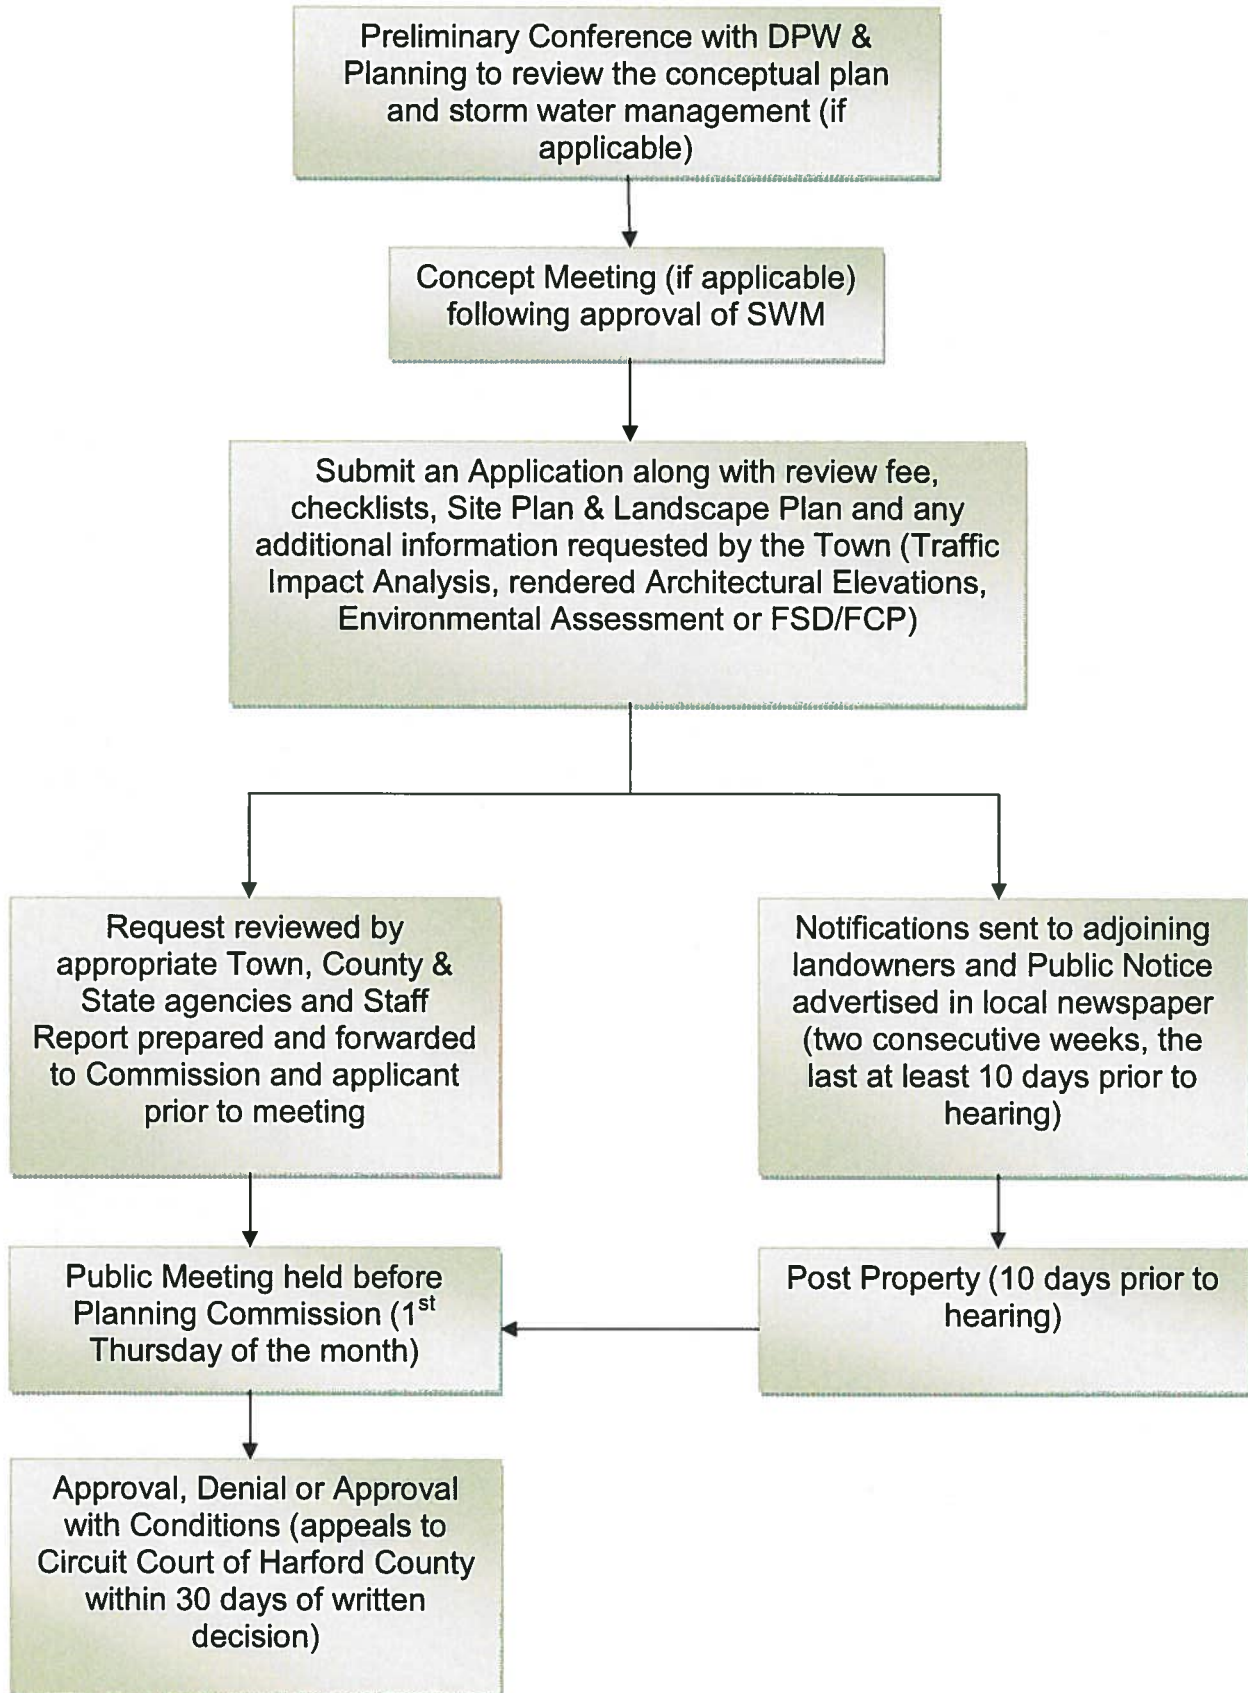 Preliminary Conference with DPW &
Planning to review the conceptual plan
and storm water management (if
applicable)
Concept Meeting (if applicable)
following approval of SWM
Submit an Application along with review fee,
checklists, Site Plan & Landscape Plan and any
additional information requested by the Town (Traffic
Impact Analysis, rendered Architectural Elevations,
Environmental Assessment or FSD/FCP)
Request reviewed by
appropriate Town, County &
State agencies and Staff
Report prepared and forwarded
to Commission and applicant
prior to meeting
Notifications sent to adjoining
landowners and Public Notice
advertised in local newspaper
(two consecutive weeks, the
last at least 10 days prior to
hearing)
Public Meeting held before
Planning Commission (1st
Thursday of the month)
Post Property (10 days prior to
hearing)
Approval, Denial or Approval
with Conditions (appeals to
Circuit Court of Harford County
within 30 days of written
decision)